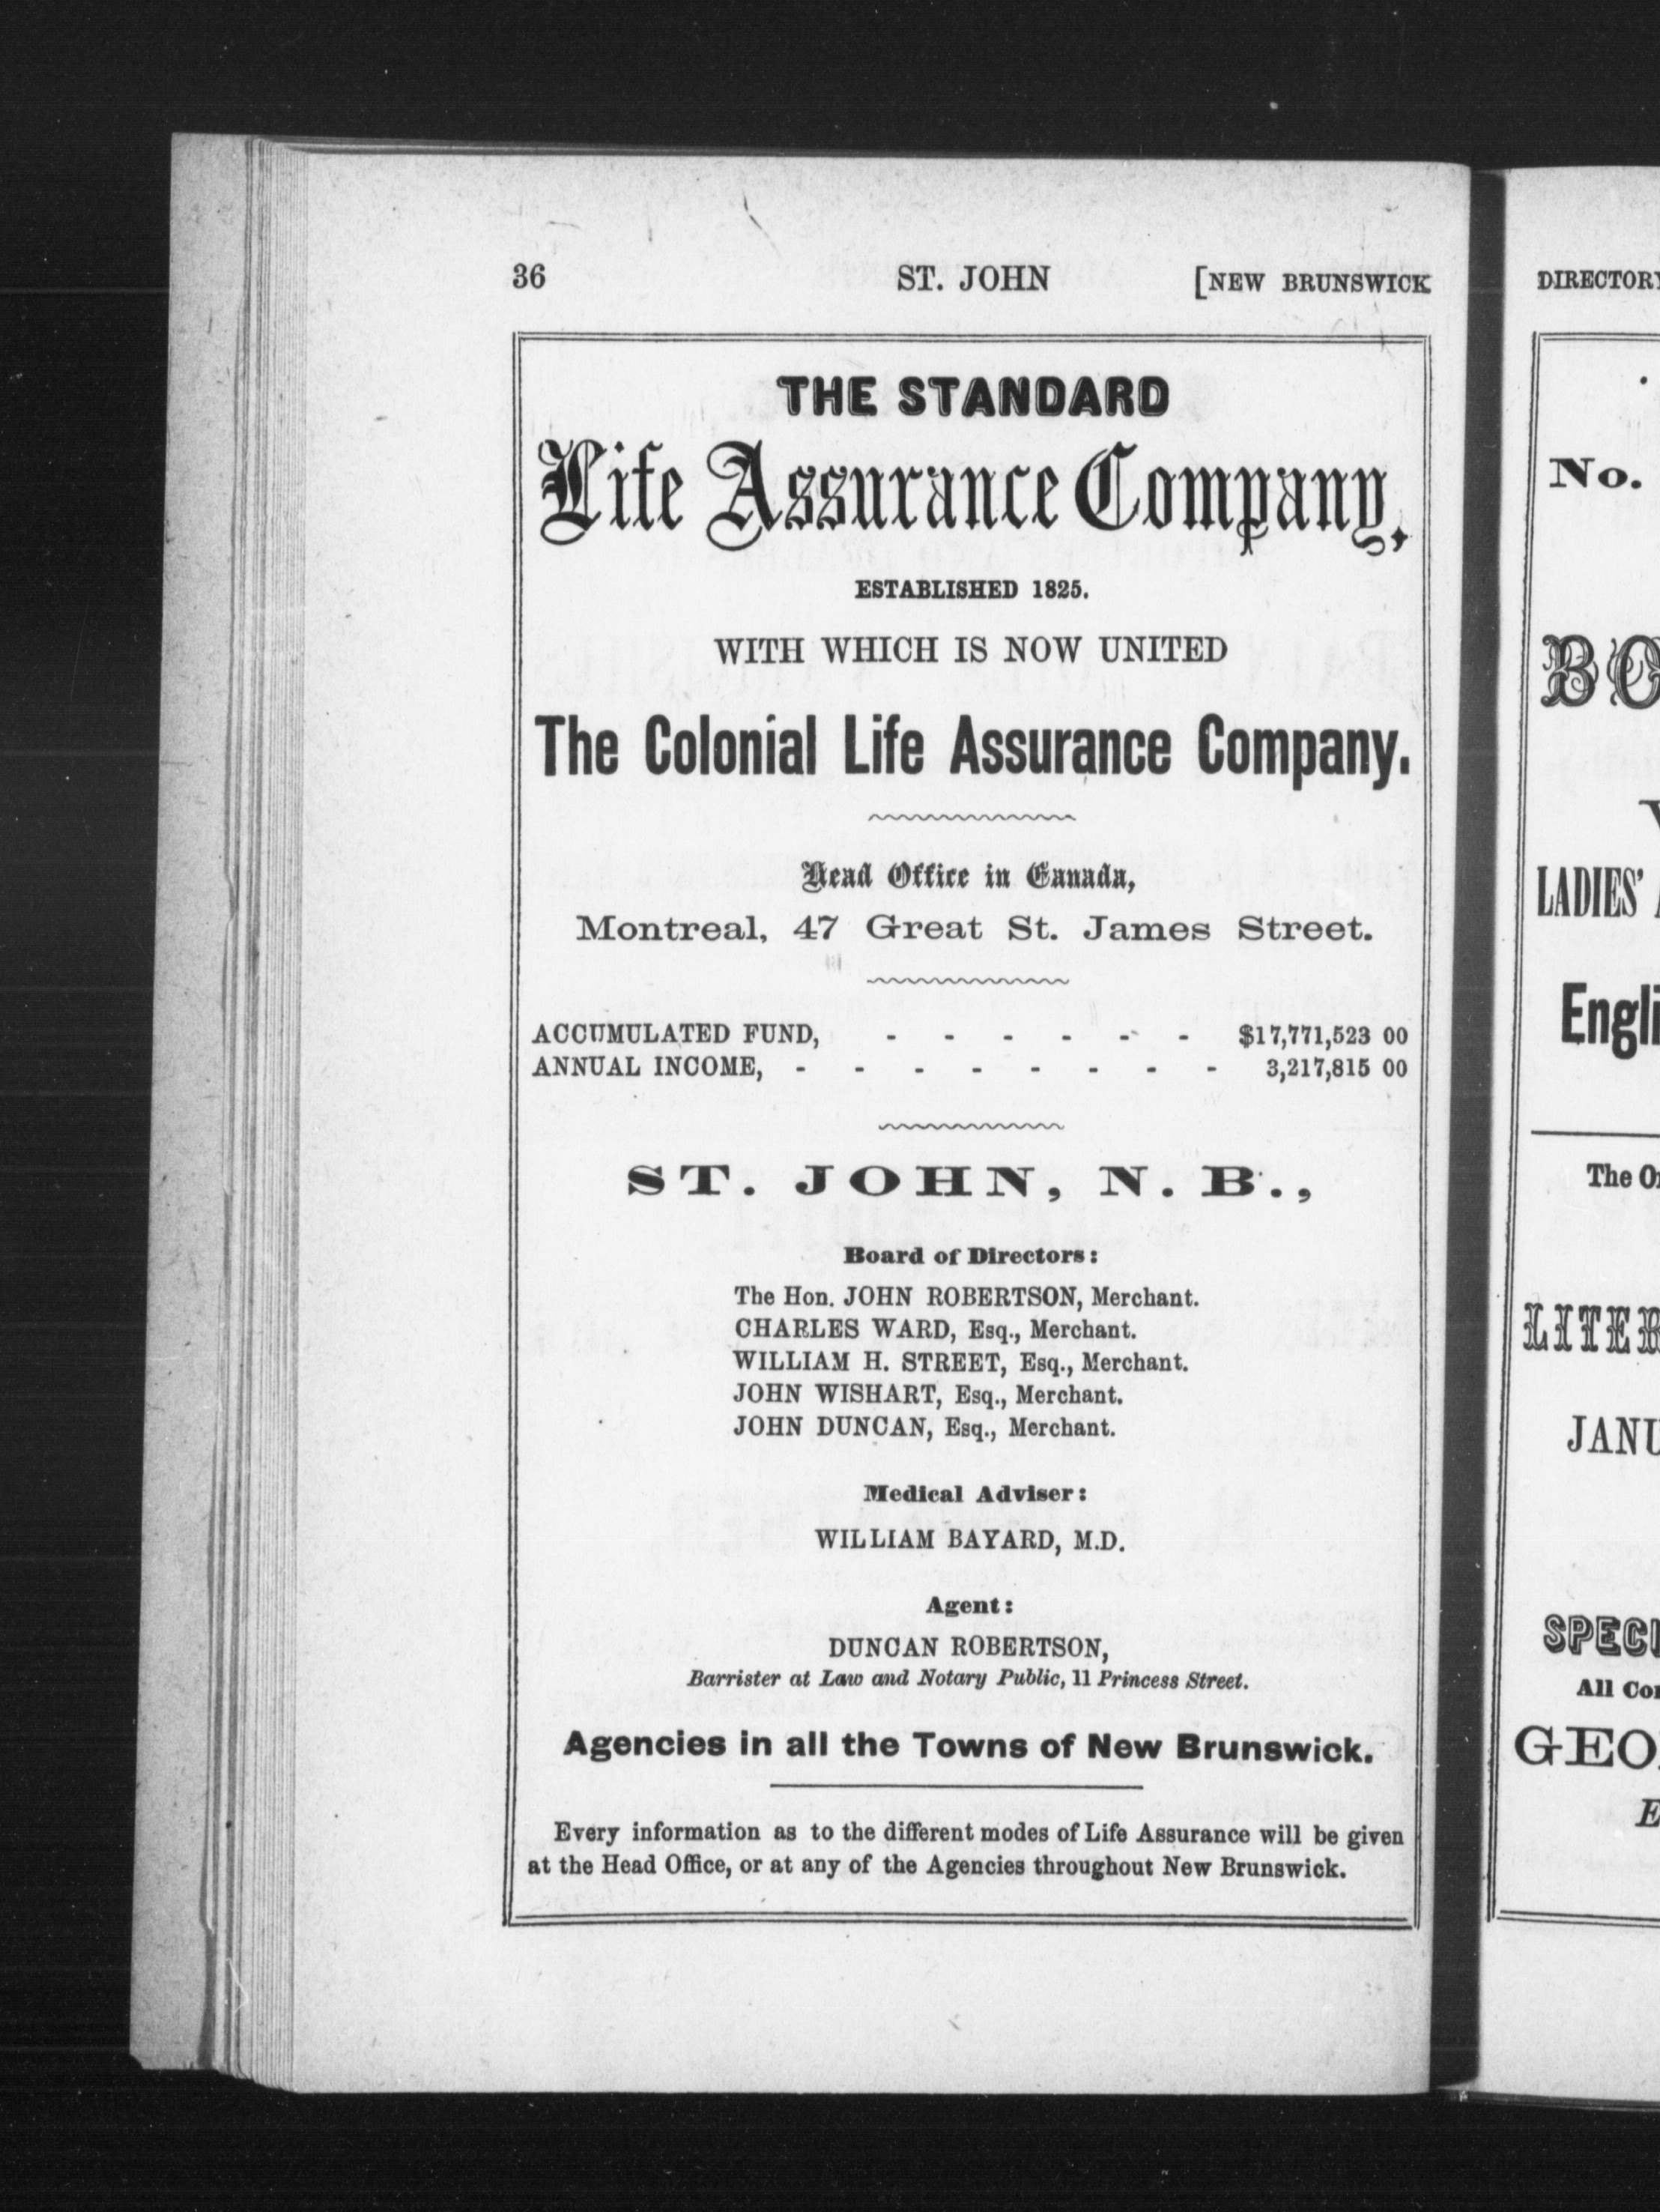 36 ST. JOHN [NEW BRUNSWICK
THE STANDARD
Life Assurance Company,
ESTABLISHED 1825.
WITH WHICH IS NOW UNITED
The Colonial Life Assurance Company.
Head Office in Canada,
Montreal, 47 Great St. James Street.
ACCUMULATED FUND, - - - - - - $17,771,523 00
ANNUAL INCOME, - - - - - - - - 3,217,815 00
ST. JOHN, N. B.,
Board of Directors:
The Hon. JOHN ROBERTSON, Merchant.
CHARLES WARD, Esq., Merchant.
WILLIAM H. STREET, Esq., Merchant.
JOHN WISHART, Esq., Merchant.
JOHN DUNCAN, Esq., Merchant.
Medical Adviser:
WILLIAM BAYARD, M.D.
Agent:
DUNCAN ROBERTSON,
Barrister at Law and Notary Public, 11 Princess Street.
Agencies in all the Towns of New Brunswick.
Every information as to the different modes of Life Assurance will be given
at the Head Office, or at any of the Agencies throughout New Brunswick.
DIRECTORY
No.
LADIES'
The
All